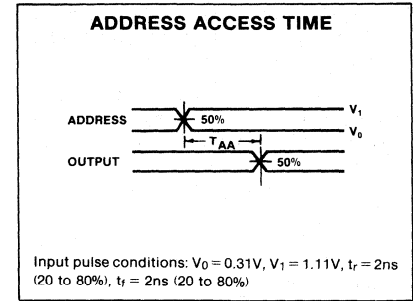 ADDRESS ACCESS TIME
V1
ADDRESS 50%
V0
TAA
OUTPUT 50%
Input pulse conditions: V0 = 0.31V, V1 = 1.11V, tr = 2ns
(20 to 80%), tf = 2ns (20 to 80%)